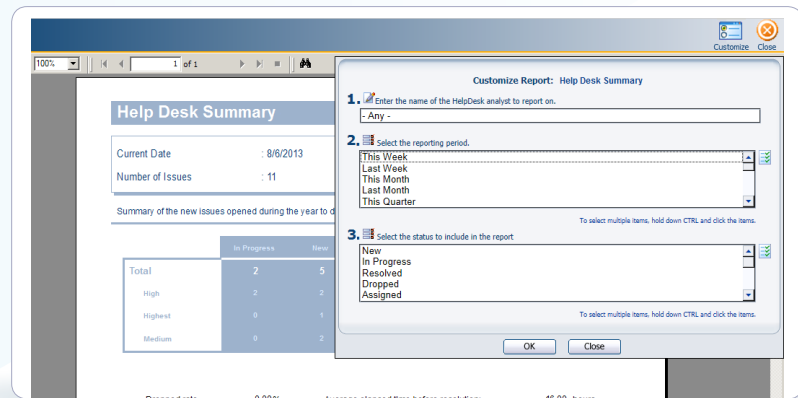 Customize Close
100% 1 of 1
Customize Report: Help Desk Summary
1. Enter the name of the HelpDesk analyst to report on.
- Any -
2. Select the reporting period.
This Week
Last Week
This Month
Last Month
This Quarter
To select multiple items, hold down CTRL and click the items.
3. Select the status to include in the report
New
In Progress
Resolved
Dropped
Assigned
To select multiple items, hold down CTRL and click the items.
OK Close
Help Desk Summary
Current Date : 8/6/2013
Number of Issues : 11
Summary of the new issues opened during the year to d
In Progress New
Total 2 5
High 2 2
Highest 0 1
Medium 0 2